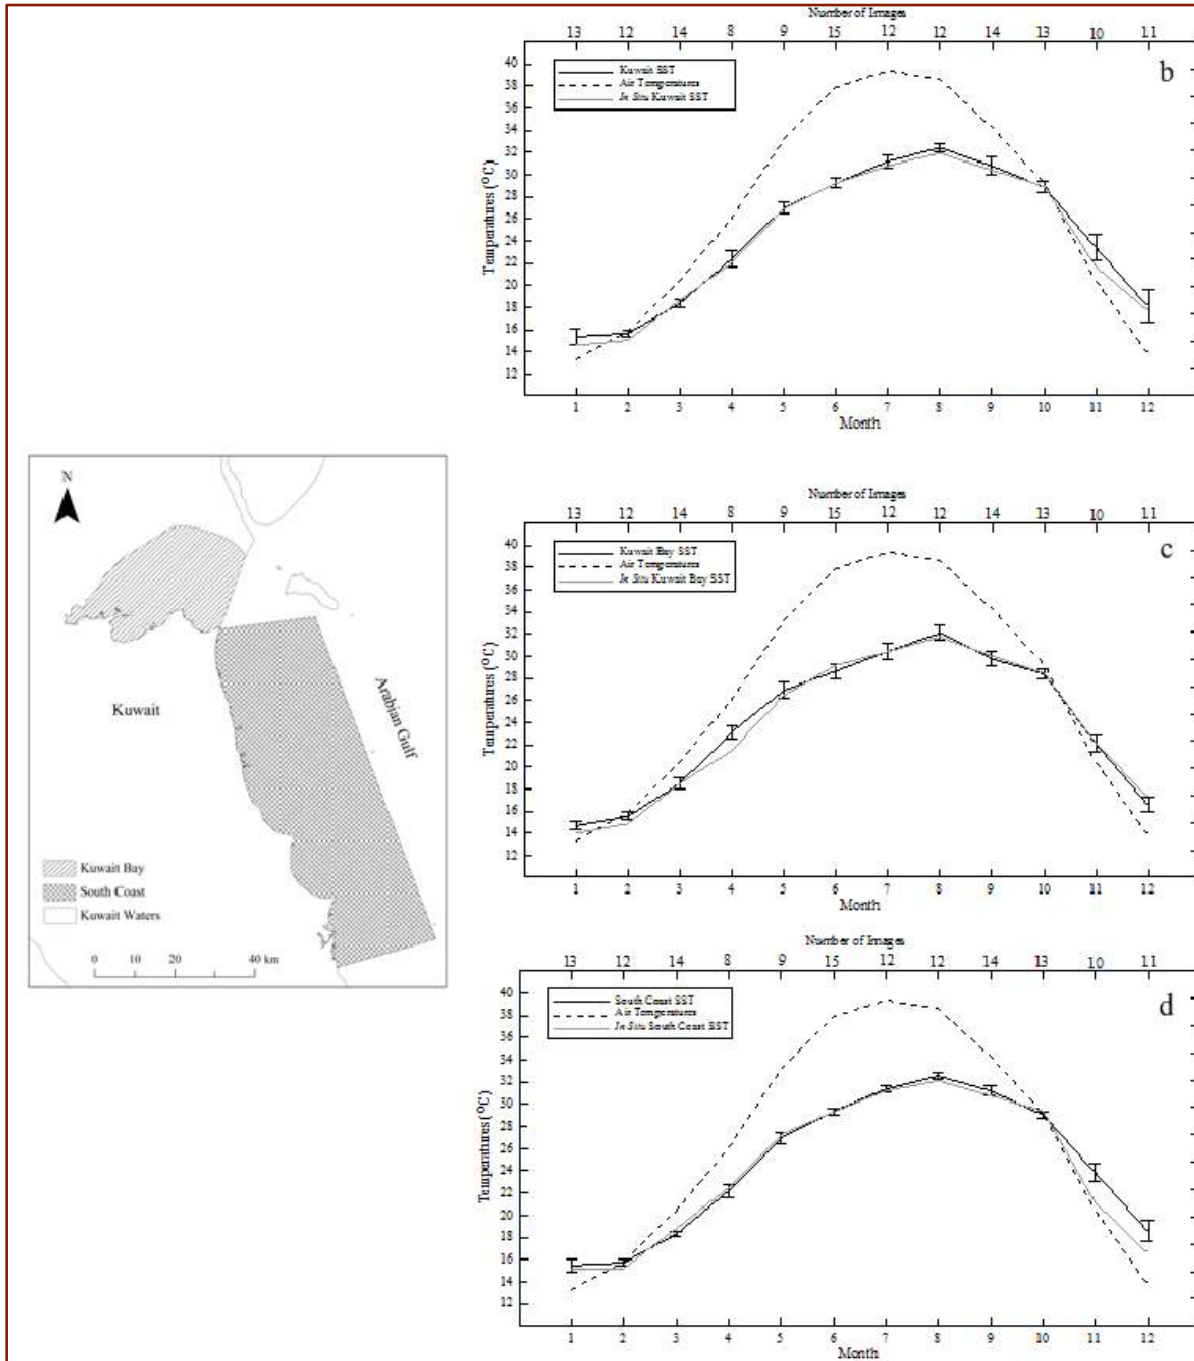 N
Kuwait
Arabian Gulf
Kuwait Bay
South Coast
Kuwait Waters
0 20 40 km
Number of Images
13 12 14 8 9 15 12 12 14 13 10 11
b
Kuwait SST
Air Temperatures
In Situ Kuwait SST
Temperatures (°C)
40
38
36
34
32
30
28
26
24
22
20
18
16
14
12
1 2 3 4 5 6 7 8 9 10 11 12
Month
Number of Images
13 12 14 8 9 15 12 12 14 13 10 11
c
Kuwait Bay SST
Air Temperatures
In Situ Kuwait Bay SST
Temperatures (°C)
40
38
36
34
32
30
28
26
24
22
20
18
16
14
12
1 2 3 4 5 6 7 8 9 10 11 12
Month
Number of Images
13 12 14 8 9 15 12 12 14 13 10 11
d
South Coast SST
Air Temperatures
In Situ South Coast SST
Temperatures (°C)
40
38
36
34
32
30
28
26
24
22
20
18
16
14
12
1 2 3 4 5 6 7 8 9 10 11 12
Month